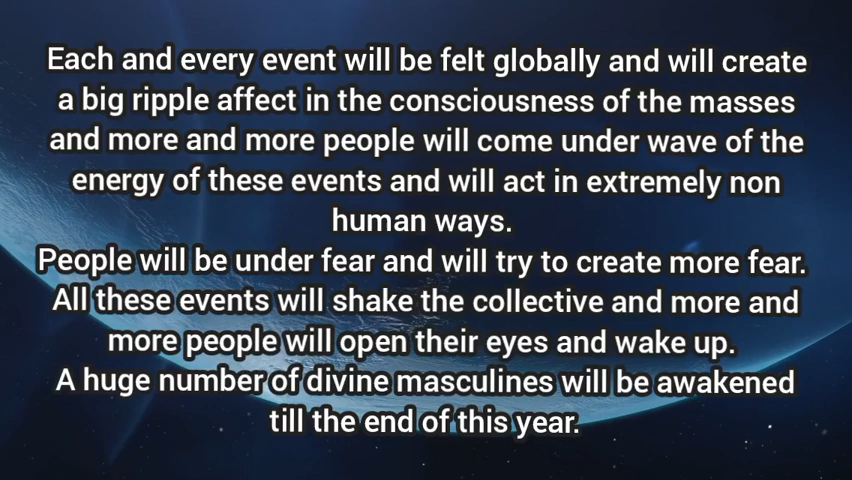 Each and every event will be felt globally and will create
a big ripple affect in the consciousness of the masses
and more and more people will come under wave of the
energy of these events and will act in extremely non
human ways.
People will be under fear and will try to create more fear.
All these events will shake the collective and more and
more people will open their eyes and wake up.
A huge number of divine masculines will be awakened
till the end of this year.